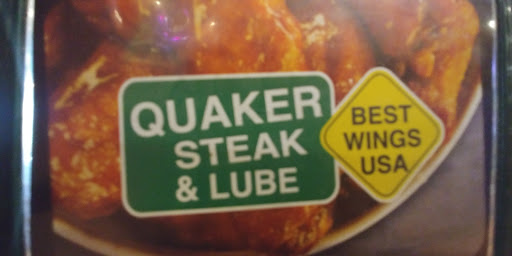 QUAKER
STEAK
& LUBE
BEST
WINGS
USA